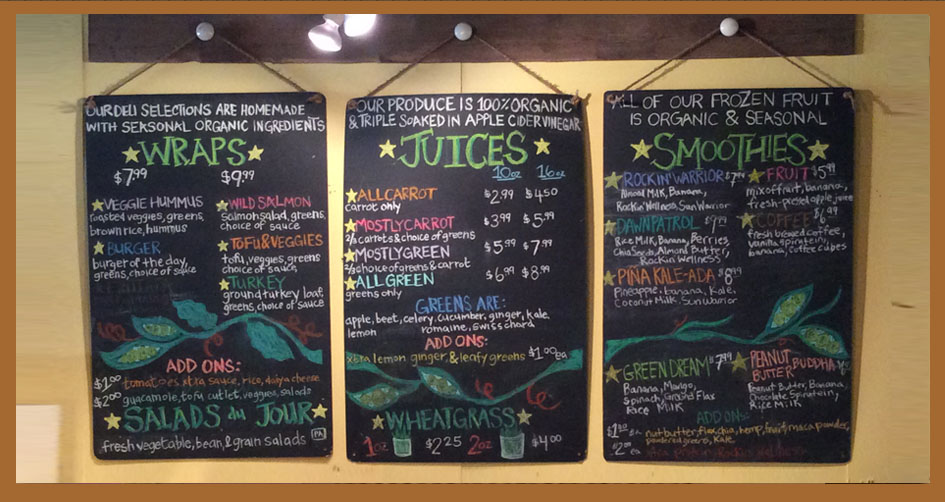 OUR DELI SELECTIONS ARE HOMEMADE
WITH SEASONAL ORGANIC INGREDIENTS
WRAPS
$7.99
VEGGIE HUMMUS
roasted veggies, greens,
brown rice, hummus
BURGER
burger of the day,
greens, choice of sauce
$9.99
WILD SALMON
salmon salad, greens,
choice of sauce
TOFU & VEGGIES
tofu, veggies, greens
choice of sauce
TURKEY
ground turkey loaf,
greens, choice of sauce
ADD ONS:
$1.00 tomatoes, xtra sauce, rice, daiya cheese
$2.00 guacamole, tofu cutlet, veggies, salads
SALADS du JOUR
fresh vegetable, bean, & grain salads PA
OUR PRODUCE IS 100% ORGANIC
& TRIPLE SOAKED IN APPLE CIDER VINEGAR
JUICES
10oz 16oz
ALL CARROT $2.99 $4.50
carrot only
MOSTLY CARROT $3.99 $5.99
2/3 carrots & choice of greens
MOSTLY GREEN $5.99 $7.99
2/3 choice of greens & carrot
ALL GREEN $6.99 $8.99
greens only
GREENS ARE:
apple, beet, celery, cucumber, ginger, kale,
lemon romaine, swiss chard
ADD ONS:
xtra lemon ginger, & leafy greens $1.00 ea
WHEATGRASS
1oz $2.25 2oz $4.00
ALL OF OUR FROZEN FRUIT
IS ORGANIC & SEASONAL
SMOOTHIES
ROCKIN' WARRIOR $7.99
Almond Milk, Banana,
Rockin' Wellness, Sun Warrior
DAWN PATROL $7.99
Rice Milk, Banana, Berries,
Chia Seeds, Almond Butter,
Rockin Wellness
PIÑA KALE-ADA $8.99
Pineapple, banana, Kale,
Coconut Milk, Sun Warrior
FRUIT $5.99
mix of fruit, banana,
fresh-pressed apple juice
COFFEE $6.99
fresh brewed coffee,
vanilla spirutein,
banana, coffee cubes
GREEN DREAM $7.99
Banana, Mango,
Spinach, Ground Flax
Rice Milk
PEANUT BUTTER BUDDHA
Peanut Butter, Banana
Chocolate Spirutein,
Rice Milk
ADD ONS:
ea. nut butter, flax, chia, hemp, fruit, maca powder,
powdered greens, Kale
$2.00 ea